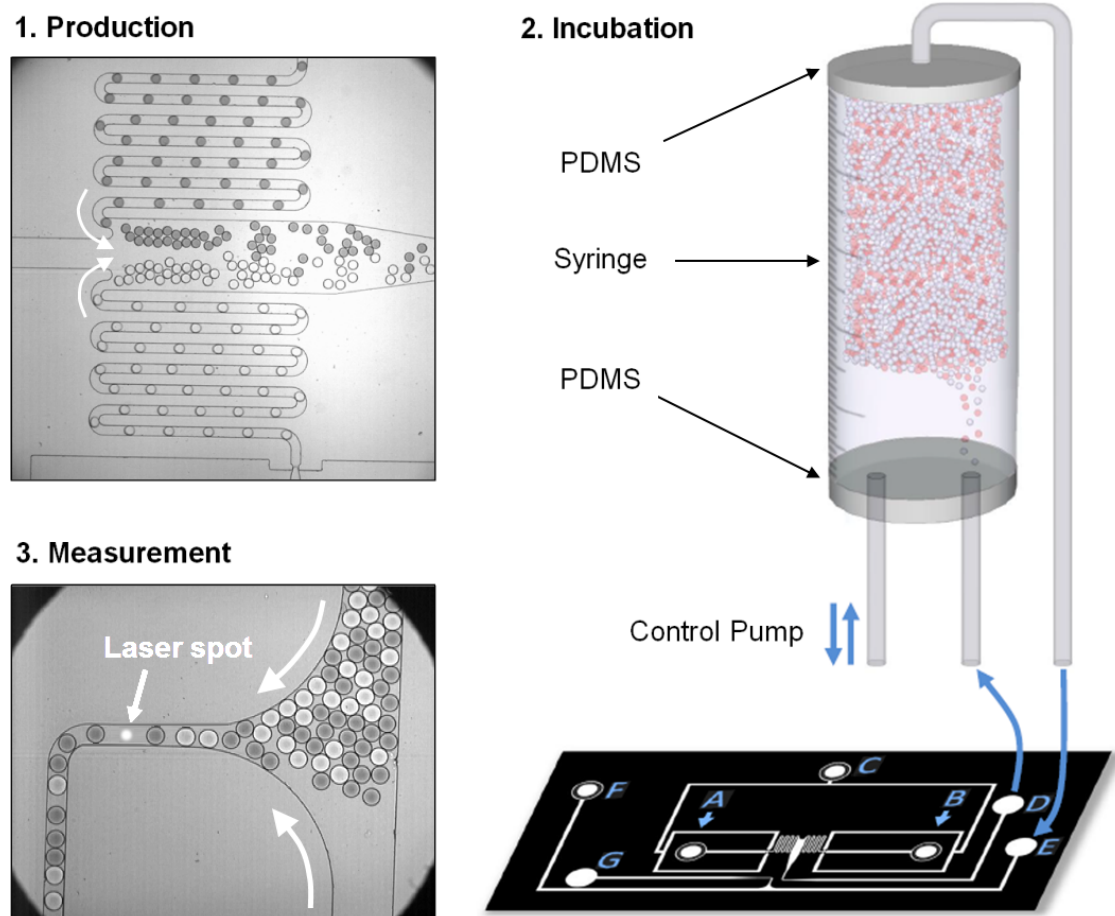 1. Production
2. Incubation
PDMS
Syringe
PDMS
3. Measurement
Laser spot
Control Pump
A
B
C
D
E
F
G